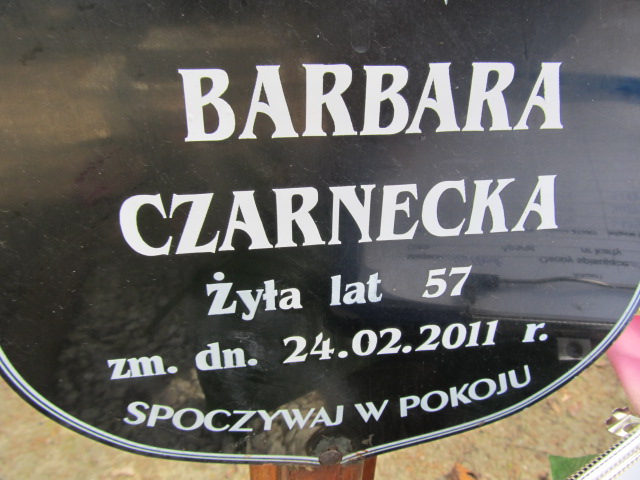 BARBARA
CZARNECKA
Żyła lat 57
zm. dn. 24.02.2011 r.
SPOCZYWAJ W POKOJU